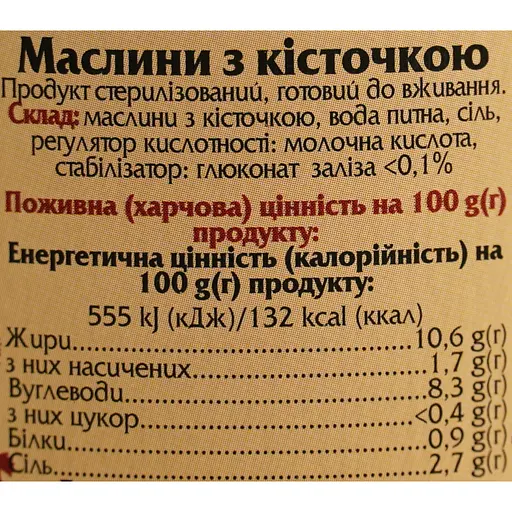 Маслини з кісточкою
Продукт стерилізований, готовий до вживання.
Склад: маслини з кісточкою, вода питна, сіль,
регулятор кислотності: молочна кислота,
стабілізатор: глюконат заліза <0,1%
Поживна (харчова) цінність на 100 g(г)
продукту:
Енергетична цінність (калорійність) на
100 g(г) продукту:
555 kJ (кДж)/132 kcal (ккал)
Жири..............................10,6 g(г)
з них насичених..............................1,7 g(г)
Вуглеводи..............................8,3 g(г)
з них цукор..............................<0,4 g(г)
Білки..............................0,9 g(г)
Сіль..............................2,7 g(г)